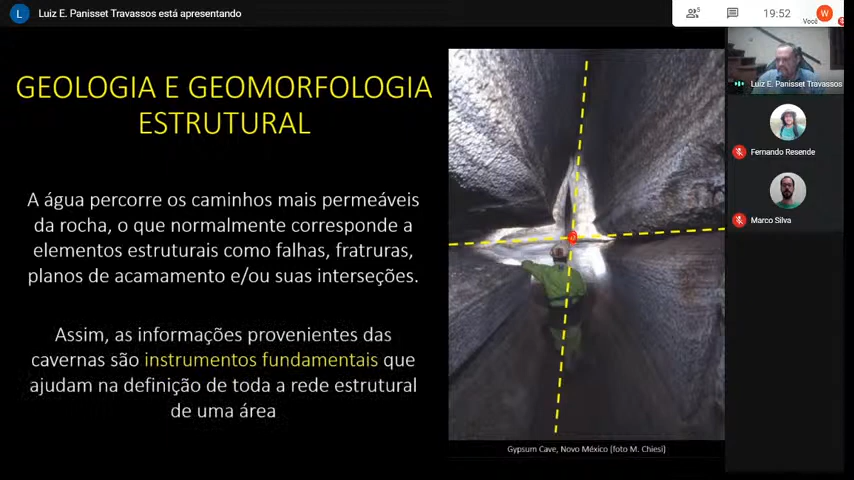 L Luiz E. Panisset Travassos está apresentando
5
19:52
Você
W
GEOLOGIA E GEOMORFOLOGIA
ESTRUTURAL
A água percorre os caminhos mais permeáveis
da rocha, o que normalmente corresponde a
elementos estruturais como falhas, fratruras,
planos de acamamento e/ou suas interseções.
Assim, as informações provenientes das
cavernas são instrumentos fundamentais que
ajudam na definição de toda a rede estrutural
de uma área
Gypsum Cave, Novo México (foto M. Chiesi)
Luiz E. Panisset Travassos
Fernando Resende
Marco Silva